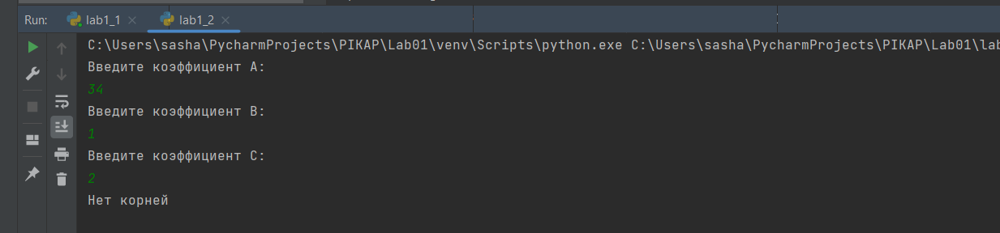 Run: lab1_1 lab1_2
C:\Users\sasha\PycharmProjects\PIKAP\Lab01\venv\Scripts\python.exe C:\Users\sasha\PycharmProjects\PIKAP\Lab01\lab
Введите коэффициент A:
34
Введите коэффициент B:
1
Введите коэффициент C:
2
Нет корней